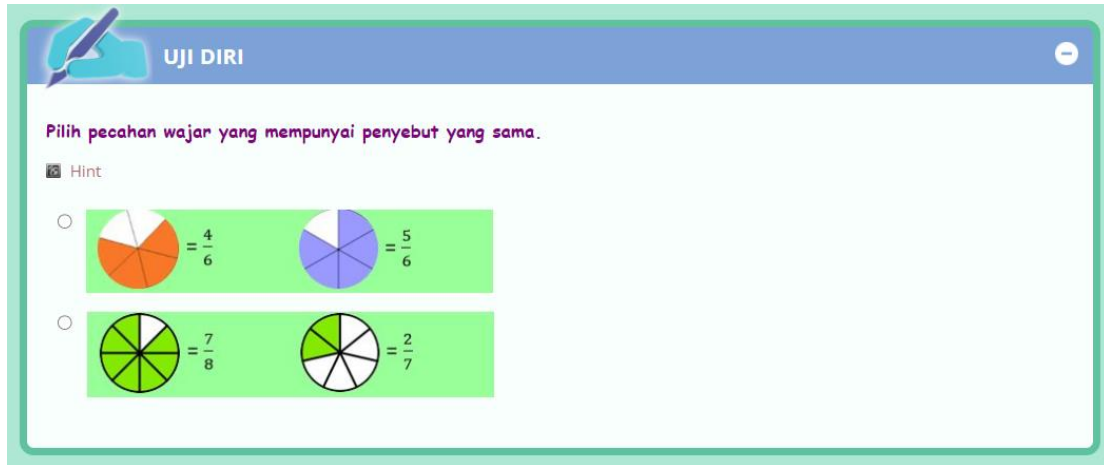 UJI DIRI
Pilih pecahan wajar yang mempunyai penyebut yang sama.
Hint
= 4/6 = 5/6
= 7/8 = 2/7